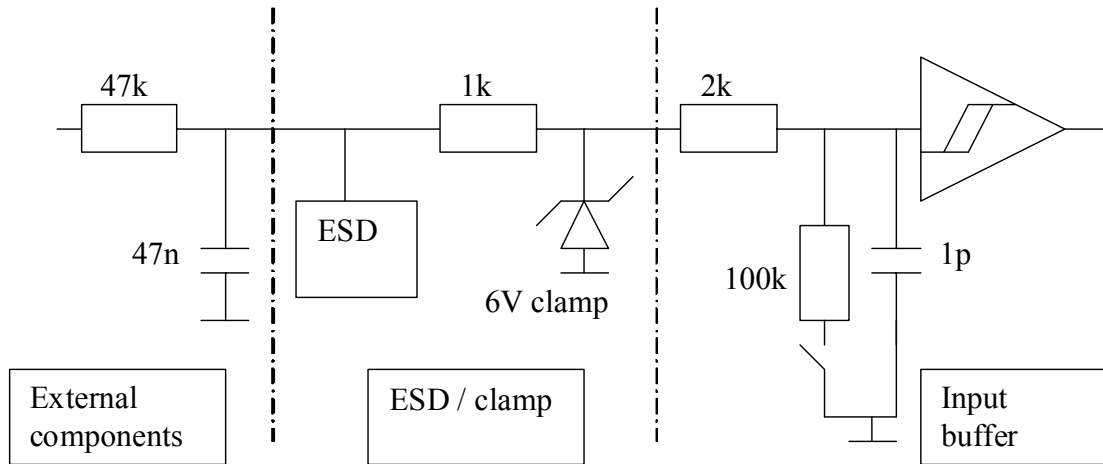 47k
1k
2k
ESD
47n
6V clamp
100k
1p
External
components
ESD / clamp
Input
buffer